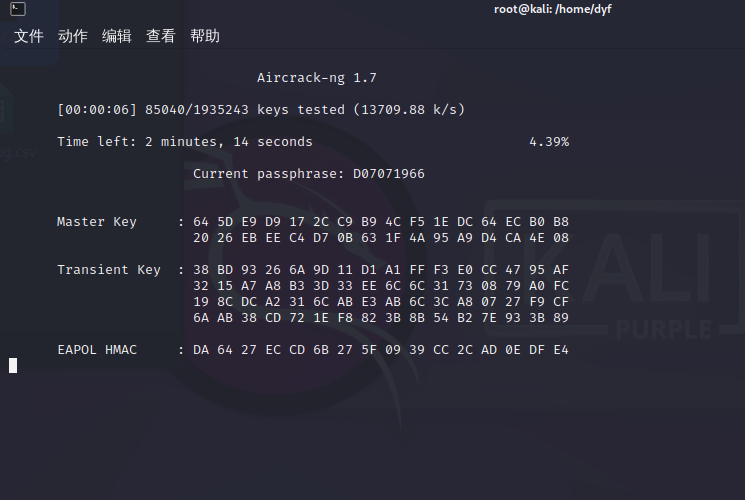 root@kali: /home/dyf
文件 动作 编辑 查看 帮助
Aircrack-ng 1.7
[00:00:06] 85040/1935243 keys tested (13709.88 k/s)
Time left: 2 minutes, 14 seconds 4.39%
Current passphrase: D07071966
Master Key : 64 5D E9 D9 17 2C C9 B9 4C F5 1E DC 64 EC B0 B8
20 26 EB EE C4 D7 0B 63 1F 4A 95 A9 D4 CA 4E 08
Transient Key : 38 BD 93 26 6A 9D 11 D1 A1 FF F3 E0 CC 47 95 AF
32 15 A7 A8 B3 3D 33 EE 6C 6C 31 73 08 79 A0 FC
19 8C DC A2 31 6C AB E3 AB 6C 3C A8 07 27 F9 CF
6A AB 38 CD 72 1E F8 82 3B 8B 54 B2 7E 93 3B 89
EAPOL HMAC : DA 64 27 EC CD 6B 27 5F 09 39 CC 2C AD 0E DF E4
KALI
PURPLE